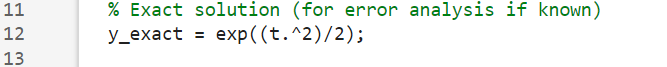 11 % Exact solution (for error analysis if known)
12 y_exact = exp((t.^2)/2);
13